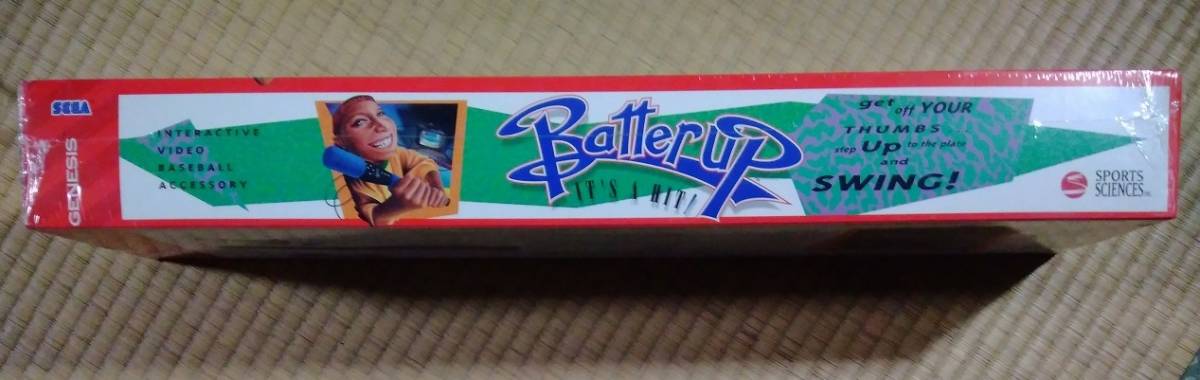 SEGA
GENESIS
INTERACTIVE
VIDEO
BASEBALL
ACCESSORY
Batterup
IT'S A HIT!
get off YOUR
THUMBS
step Up to the plate
and
SWING!
SPORTS
SCIENCES